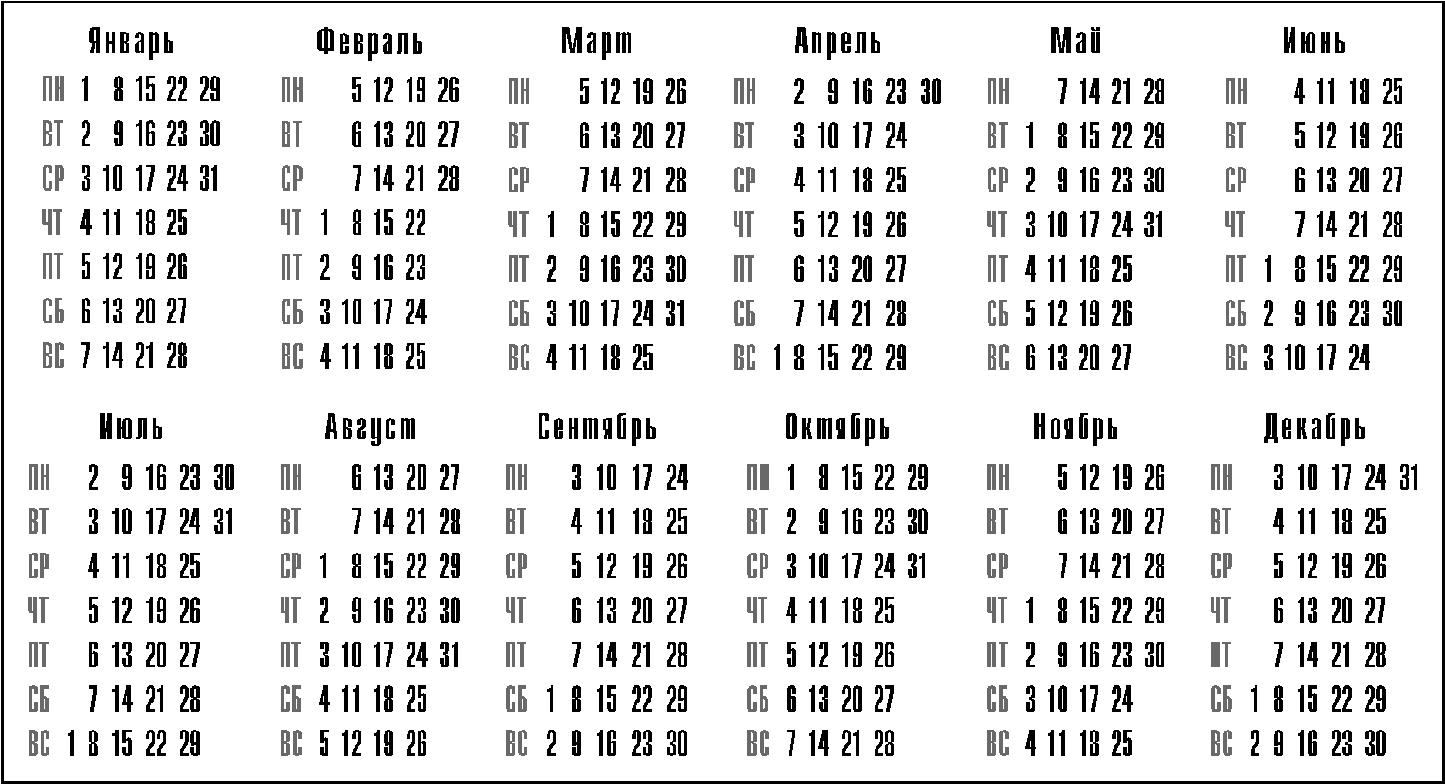 Январь Февраль Март Апрель Май Июнь
ПН 1 8 15 22 29 ПН 5 12 19 26 ПН 5 12 19 26 ПН 2 9 16 23 30 ПН 7 14 21 28 ПН 4 11 18 25
ВТ 2 9 16 23 30 ВТ 6 13 20 27 ВТ 6 13 20 27 ВТ 3 10 17 24 ВТ 1 8 15 22 29 ВТ 5 12 19 26
СР 3 10 17 24 31 СР 7 14 21 28 СР 7 14 21 28 СР 4 11 18 25 СР 2 9 16 23 30 СР 6 13 20 27
ЧТ 4 11 18 25 ЧТ 1 8 15 22 ЧТ 1 8 15 22 29 ЧТ 5 12 19 26 ЧТ 3 10 17 24 31 ЧТ 7 14 21 28
ПТ 5 12 19 26 ПТ 2 9 16 23 ПТ 2 9 16 23 30 ПТ 6 13 20 27 ПТ 4 11 18 25 ПТ 1 8 15 22 29
СБ 6 13 20 27 СБ 3 10 17 24 СБ 3 10 17 24 31 СБ 7 14 21 28 СБ 5 12 19 26 СБ 2 9 16 23 30
ВС 7 14 21 28 ВС 4 11 18 25 ВС 4 11 18 25 ВС 1 8 15 22 29 ВС 6 13 20 27 ВС 3 10 17 24
Июль Август Сентябрь Октябрь Ноябрь Декабрь
ПН 2 9 16 23 30 ПН 6 13 20 27 ПН 3 10 17 24 ПН 1 8 15 22 29 ПН 5 12 19 26 ПН 3 10 17 24 31
ВТ 3 10 17 24 31 ВТ 7 14 21 28 ВТ 4 11 18 25 ВТ 2 9 16 23 30 ВТ 6 13 20 27 ВТ 4 11 18 25
СР 4 11 18 25 СР 1 8 15 22 29 СР 5 12 19 26 СР 3 10 17 24 31 СР 7 14 21 28 СР 5 12 19 26
ЧТ 5 12 19 26 ЧТ 2 9 16 23 30 ЧТ 6 13 20 27 ЧТ 4 11 18 25 ЧТ 1 8 15 22 29 ЧТ 6 13 20 27
ПТ 6 13 20 27 ПТ 3 10 17 24 31 ПТ 7 14 21 28 ПТ 5 12 19 26 ПТ 2 9 16 23 30 ПТ 7 14 21 28
СБ 7 14 21 28 СБ 4 11 18 25 СБ 1 8 15 22 29 СБ 6 13 20 27 СБ 3 10 17 24 СБ 1 8 15 22 29
ВС 1 8 15 22 29 ВС 5 12 19 26 ВС 2 9 16 23 30 ВС 7 14 21 28 ВС 4 11 18 25 ВС 2 9 16 23 30